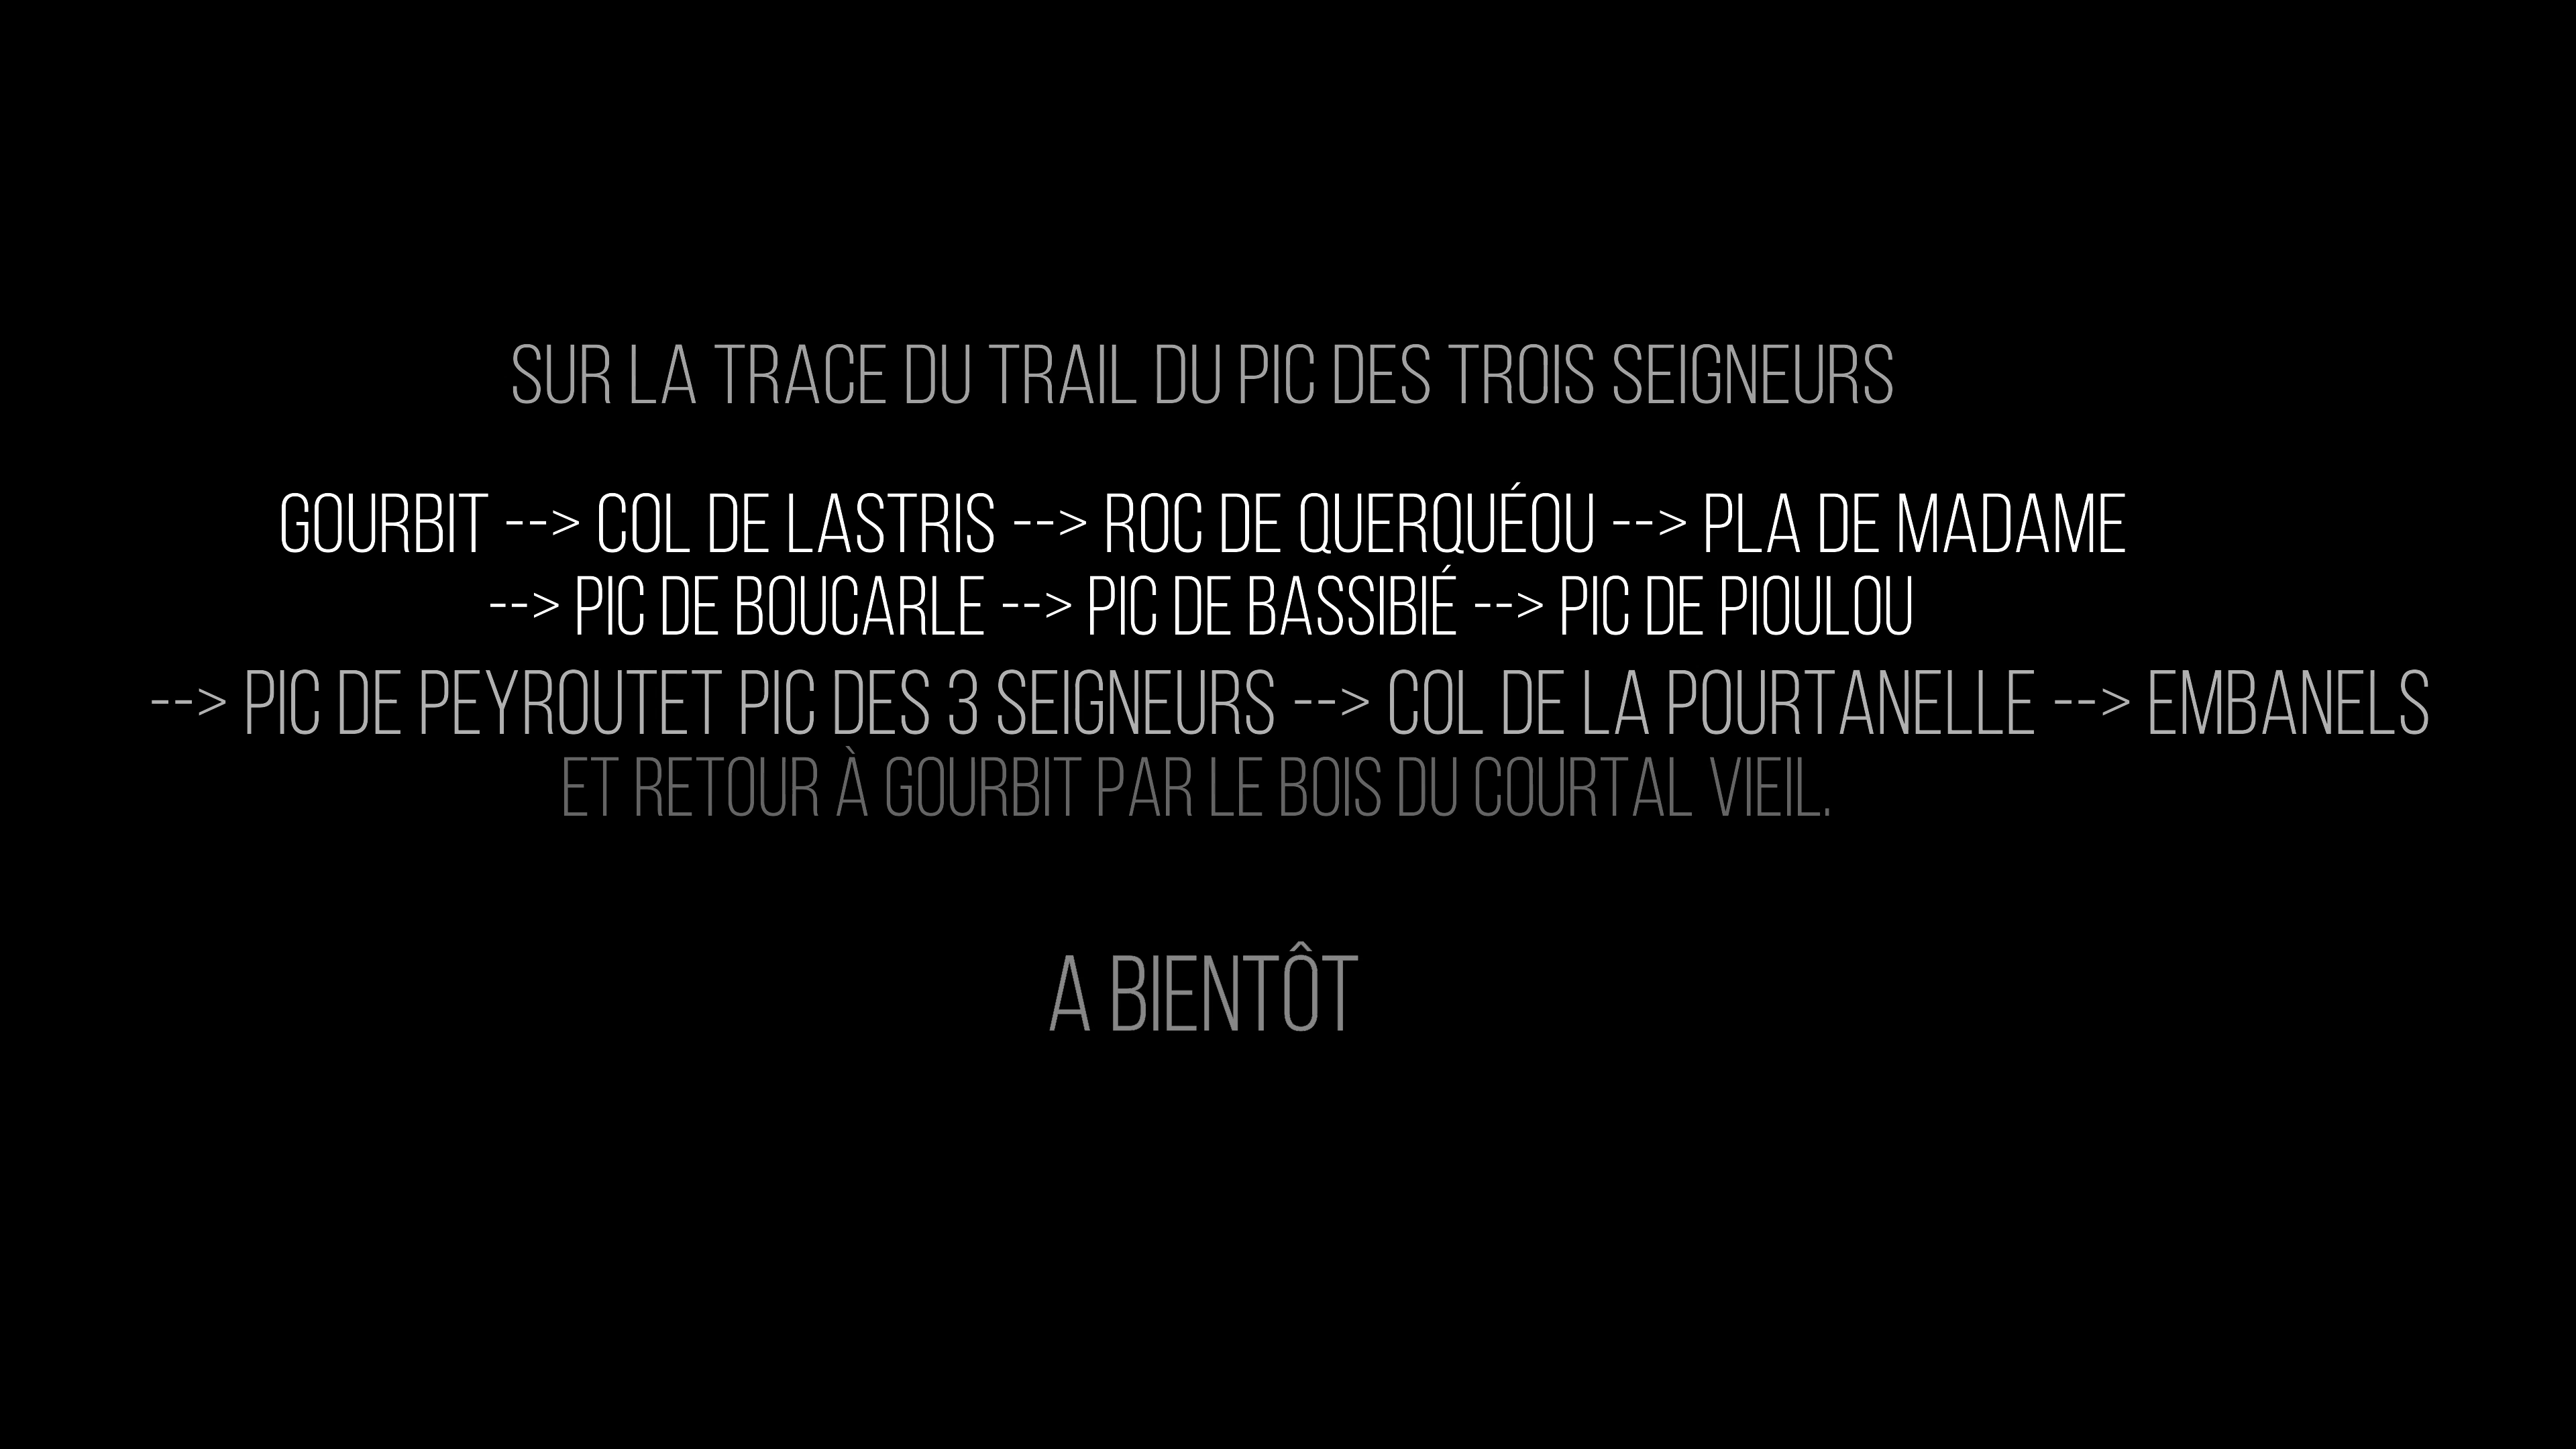 SUR LA TRACE DU TRAIL DU PIC DES TROIS SEIGNEURS
GOURBIT --> COL DE LASTRIS --> ROC DE QUERQUÉOU --> PLA DE MADAME
--> PIC DE BOUCARLE --> PIC DE BASSIBIÉ --> PIC DE PIOULOU
--> PIC DE PEYROUTET PIC DES 3 SEIGNEURS --> COL DE LA POURTANELLE --> EMBANELS
ET RETOUR À GOURBIT PAR LE BOIS DU COURTAL VIEIL.
A BIENTÔT